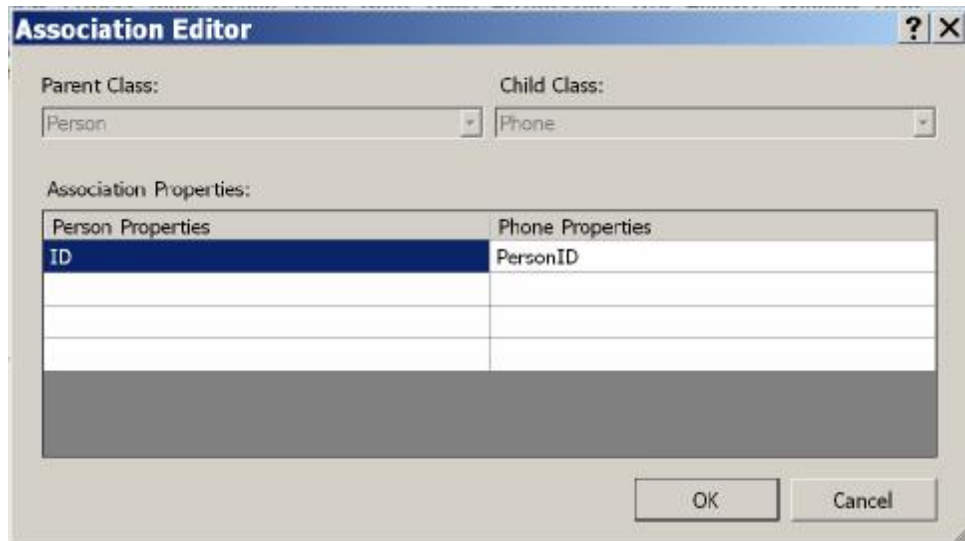 Association Editor
Parent Class: Child Class:
Person Phone
Association Properties:
Person Properties Phone Properties
ID PersonID
OK Cancel